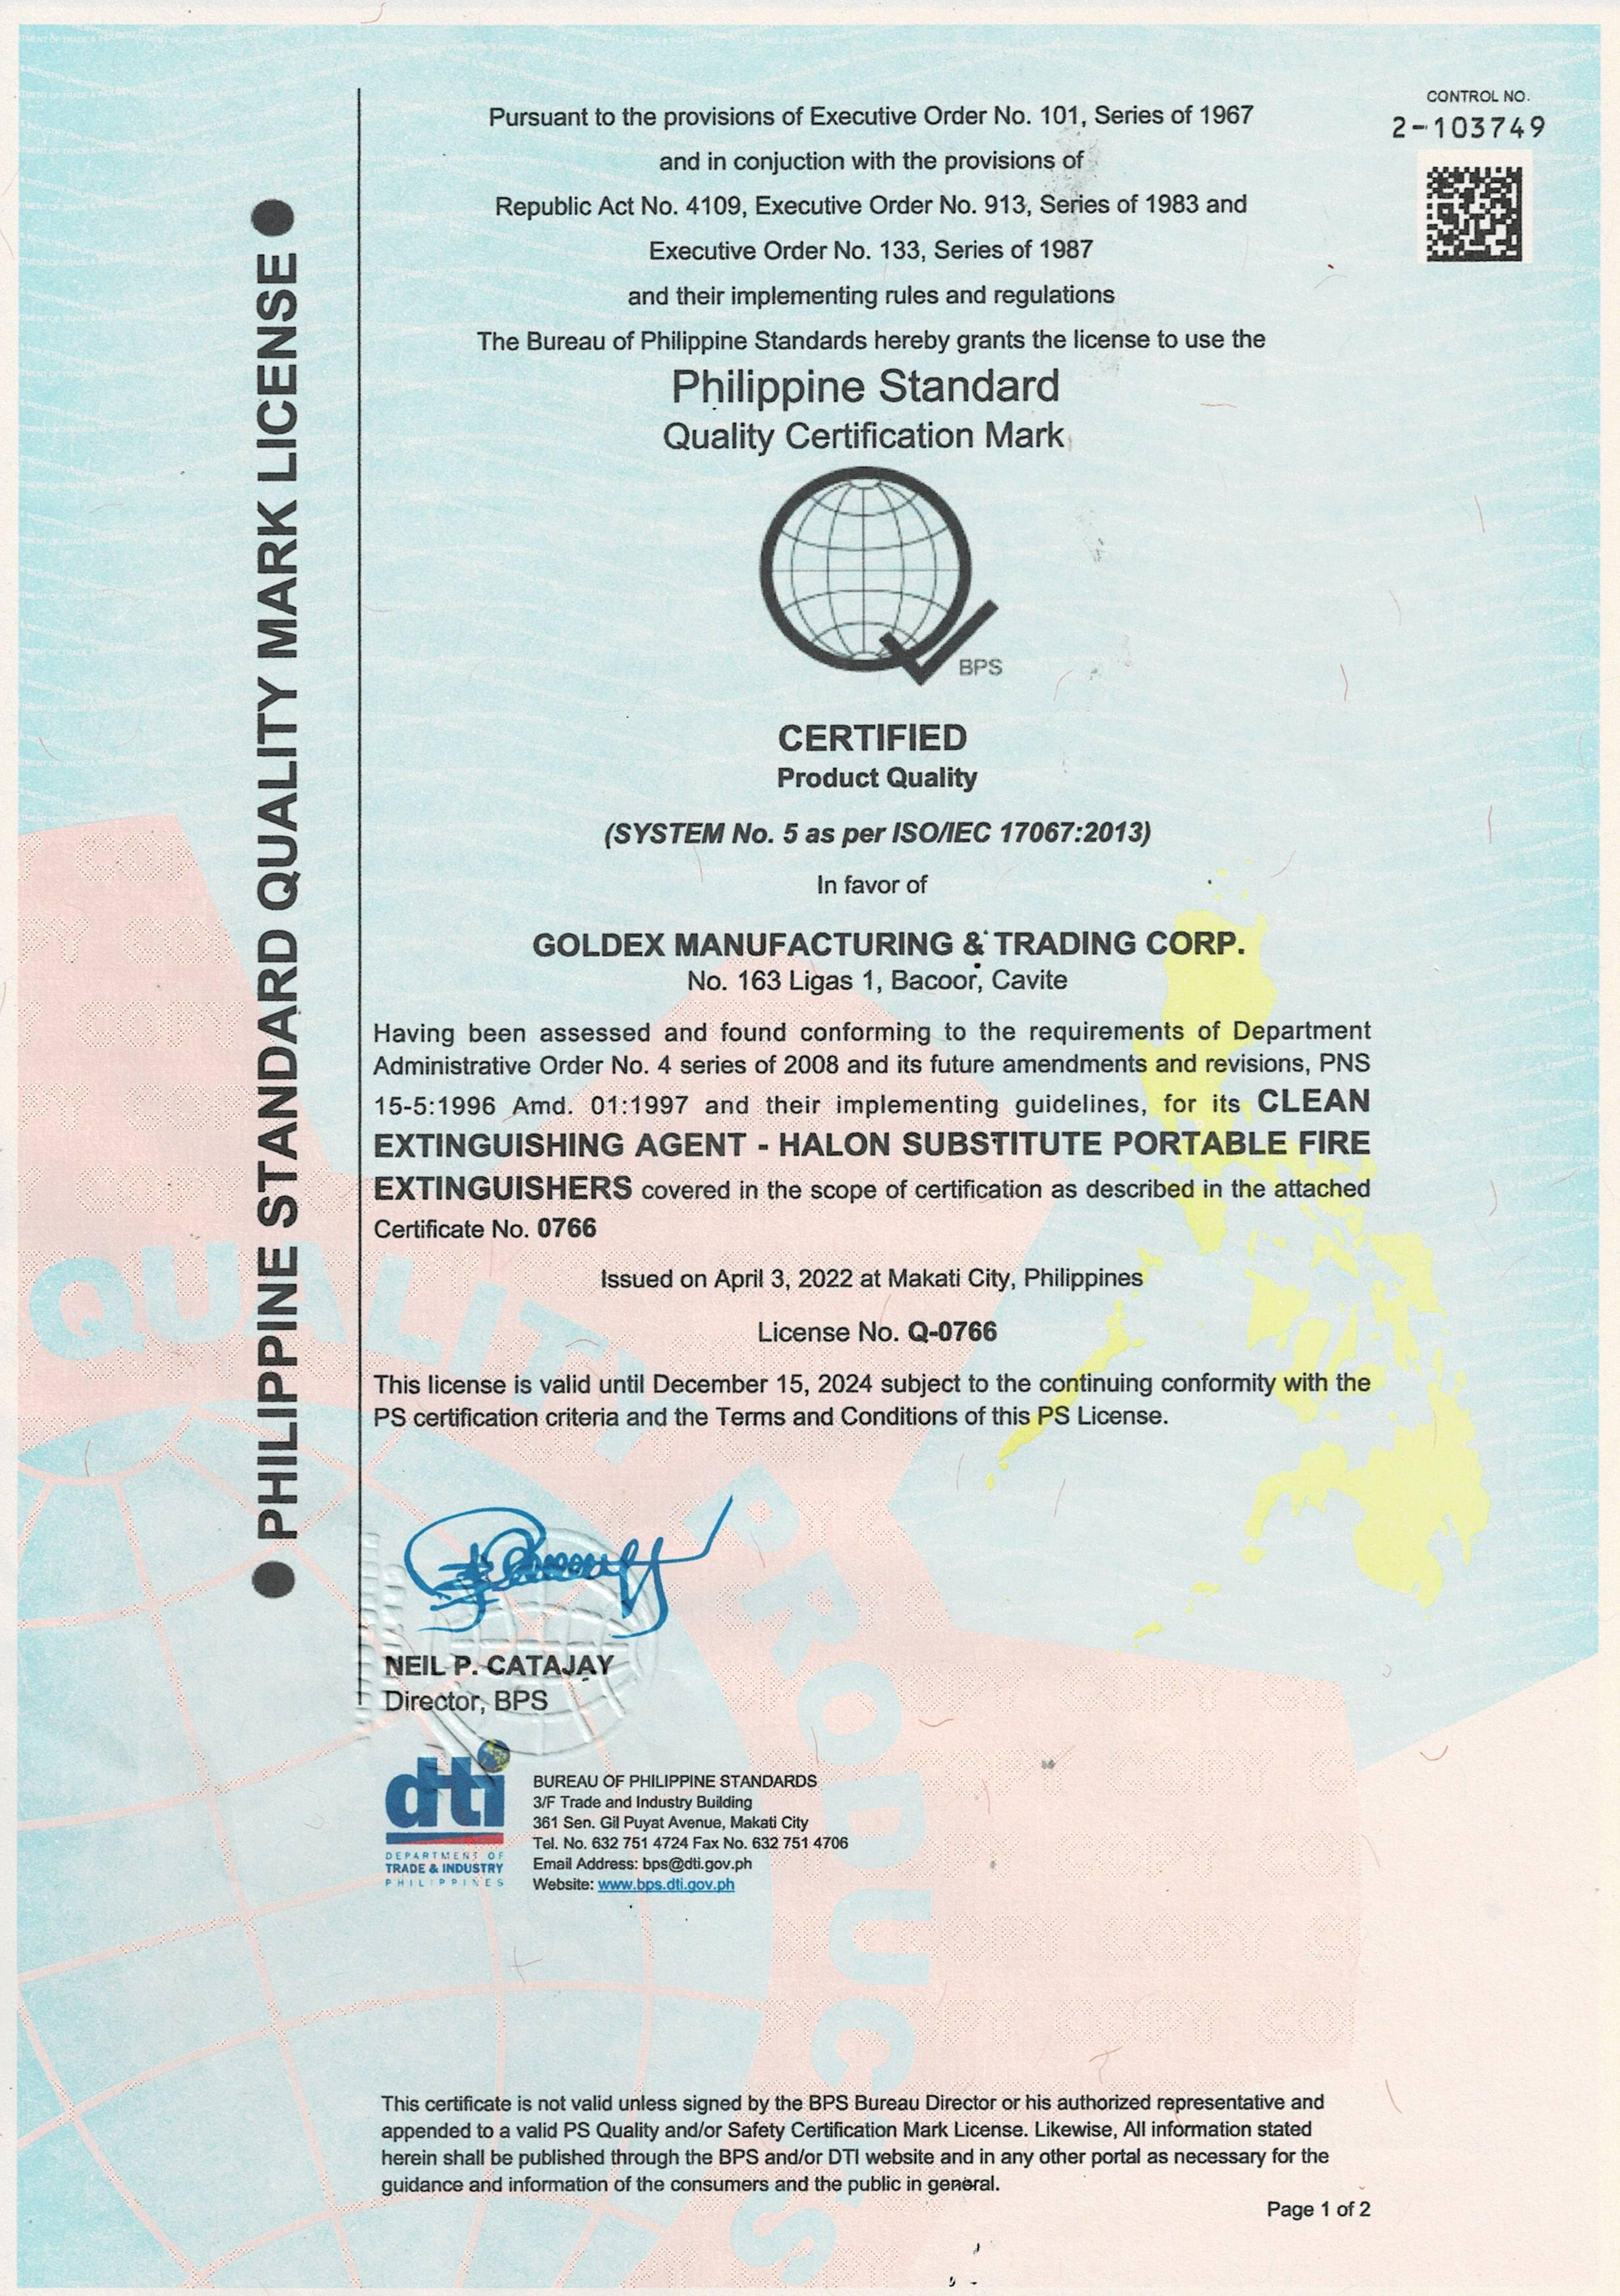 CONTROL NO.
2-103749
Pursuant to the provisions of Executive Order No. 101, Series of 1967
and in conjuction with the provisions of
Republic Act No. 4109, Executive Order No. 913, Series of 1983 and
Executive Order No. 133, Series of 1987
and their implementing rules and regulations
The Bureau of Philippine Standards hereby grants the license to use the
Philippine Standard
Quality Certification Mark
BPS
CERTIFIED
Product Quality
(SYSTEM No. 5 as per ISO/IEC 17067:2013)
In favor of
GOLDEX MANUFACTURING & TRADING CORP.
No. 163 Ligas 1, Bacoor, Cavite
Having been assessed and found conforming to the requirements of Department
Administrative Order No. 4 series of 2008 and its future amendments and revisions, PNS
15-5:1996 Amd. 01:1997 and their implementing guidelines, for its CLEAN
EXTINGUISHING AGENT - HALON SUBSTITUTE PORTABLE FIRE
EXTINGUISHERS covered in the scope of certification as described in the attached
Certificate No. 0766
Issued on April 3, 2022 at Makati City, Philippines
License No. Q-0766
This license is valid until December 15, 2024 subject to the continuing conformity with the
PS certification criteria and the Terms and Conditions of this PS License.
NEIL P. CATAJAY
Director, BPS
dti
DEPARTMENT OF
TRADE & INDUSTRY
PHILIPPINES
BUREAU OF PHILIPPINE STANDARDS
3/F Trade and Industry Building
361 Sen. Gil Puyat Avenue, Makati City
Tel. No. 632 751 4724 Fax No. 632 751 4706
Email Address: bps@dti.gov.ph
Website: www.bps.dti.gov.ph
This certificate is not valid unless signed by the BPS Bureau Director or his authorized representative and
appended to a valid PS Quality and/or Safety Certification Mark License. Likewise, All information stated
herein shall be published through the BPS and/or DTI website and in any other portal as necessary for the
guidance and information of the consumers and the public in general.
Page 1 of 2
PHILIPPINE STANDARD QUALITY MARK LICENSE
QUALITY PRODUCTS